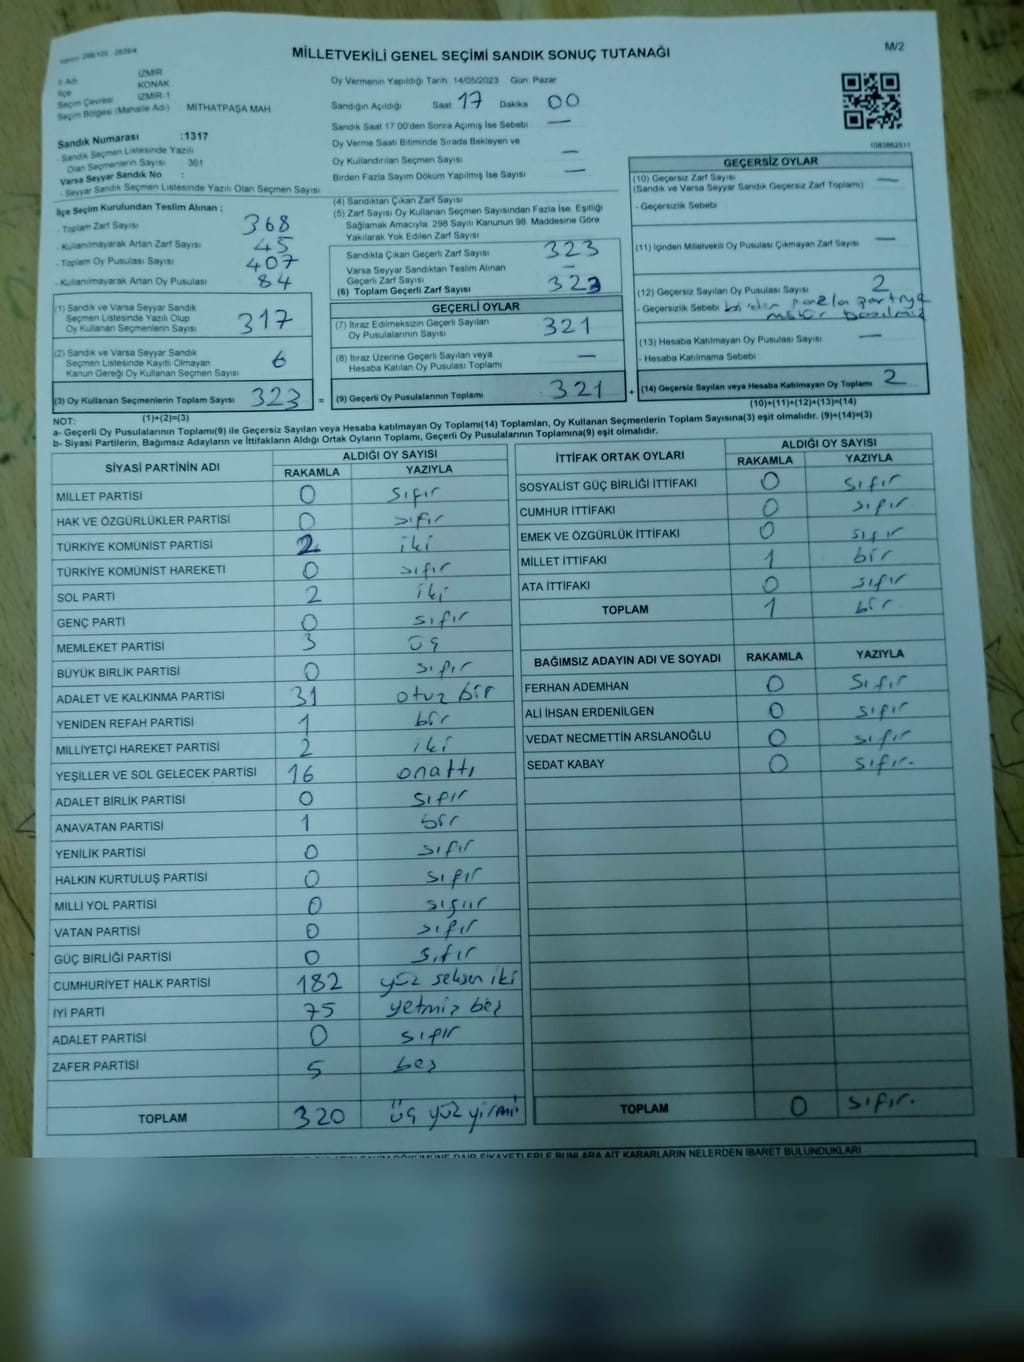 MİLLETVEKİLİ GENEL SEÇİMİ SANDIK SONUÇ TUTANAĞI
M/2
İl Adı İZMİR
İlçe KONAK
Seçim Çevresi İZMİR-1
Seçim Bölgesi (Mahalle Adı) MİTHATPAŞA MAH.
Sandık Numarası :1317
- Sandık Seçmen Listesinde Yazılı
Olan Seçmenlerin Sayısı 361
Varsa Seyyar Sandık No :
- Seyyar Sandık Seçmen Listesinde Yazılı Olan Seçmen Sayısı
Oy Vermenin Yapıldığı Tarih 14/05/2023 Gün: Pazar
Sandığın Açıldığı Saat 17 Dakika 00
Sandık Saat 17 00'den Sonra Açılmış İse Sebebi —
Oy Verme Saati Bitiminde Sırada Bekleyen ve
Oy Kullandırılan Seçmen Sayısı —
Birden Fazla Sayım Döküm Yapılmış İse Sayısı —
1083882511
İlçe Seçim Kurulundan Teslim Alınan :
- Toplam Zarf Sayısı 368
- Kullanılmayarak Artan Zarf Sayısı 45
- Toplam Oy Pusulası Sayısı 407
- Kullanılmayarak Artan Oy Pusulası 84
(1) Sandık ve Varsa Seyyar Sandık
Seçmen Listesinde Yazılı Olup
Oy Kullanan Seçmenlerin Sayısı 317
(2) Sandık ve Varsa Seyyar Sandık
Seçmen Listesinde Kayıtlı Olmayan
Kanun Gereği Oy Kullanan Seçmen Sayısı 6
(3) Oy Kullanan Seçmenlerin Toplam Sayısı 323 =
(1)+(2)=(3)
(4) Sandıktan Çıkan Zarf Sayısı
(5) Zarf Sayısı Oy Kullanan Seçmen Sayısından Fazla İse, Eşitliği
Sağlamak Amacıyla; 298 Sayılı Kanunun 98. Maddesine Göre
Yakılarak Yok Edilen Zarf Sayısı
Sandıkta Çıkan Geçerli Zarf Sayısı 323
Varsa Seyyar Sandıktan Teslim Alınan
Geçerli Zarf Sayısı —
(6) Toplam Geçerli Zarf Sayısı 323
GEÇERLİ OYLAR
(7) İtiraz Edilmeksizin Geçerli Sayılan
Oy Pusulalarının Sayısı 321
(8) İtiraz Üzerine Geçerli Sayılan veya
Hesaba Katılan Oy Pusulası Toplamı —
(9) Geçerli Oy Pusulalarının Toplamı 321 +
GEÇERSİZ OYLAR
(10) Geçersiz Zarf Sayısı —
(Sandık ve Varsa Seyyar Sandık Geçersiz Zarf Toplamı)
- Geçersizlik Sebebi
(11) İçinden Milletvekili Oy Pusulası Çıkmayan Zarf Sayısı —
(12) Geçersiz Sayılan Oy Pusulası Sayısı 2
- Geçersizlik Sebebi birden fazla partiye
mühür basılmış
(13) Hesaba Katılmayan Oy Pusulası Sayısı —
- Hesaba Katılmama Sebebi
(14) Geçersiz Sayılan veya Hesaba Katılmayan Oy Toplamı 2
(10)+(11)+(12)+(13)=(14)
NOT:
a- Geçerli Oy Pusulalarının Toplamı(9) ile Geçersiz Sayılan veya Hesaba katılmayan Oy Toplamı(14) Toplamları, Oy Kullanan Seçmenlerin Toplam Sayısına(3) eşit olmalıdır. (9)+(14)=(3)
b- Siyasi Partilerin, Bağımsız Adayların ve İttifakların Aldığı Ortak Oyların Toplamı, Geçerli Oy Pusulalarının Toplamına(9) eşit olmalıdır.
SİYASİ PARTİNİN ADI ALDIĞI OY SAYISI
RAKAMLA YAZIYLA
MİLLET PARTİSİ 0 sıfır
HAK VE ÖZGÜRLÜKLER PARTİSİ 0 sıfır
TÜRKİYE KOMÜNİST PARTİSİ 2 iki
TÜRKİYE KOMÜNİST HAREKETİ 0 sıfır
SOL PARTİ 2 iki
GENÇ PARTİ 0 sıfır
MEMLEKET PARTİSİ 3 üç
BÜYÜK BİRLİK PARTİSİ 0 sıfır
ADALET VE KALKINMA PARTİSİ 31 otuz bir
YENİDEN REFAH PARTİSİ 1 bir
MİLLİYETÇİ HAREKET PARTİSİ 2 iki
YEŞİLLER VE SOL GELECEK PARTİSİ 16 onaltı
ADALET BİRLİK PARTİSİ 0 sıfır
ANAVATAN PARTİSİ 1 bir
YENİLİK PARTİSİ 0 sıfır
HALKIN KURTULUŞ PARTİSİ 0 sıfır
MİLLİ YOL PARTİSİ 0 sıfır
VATAN PARTİSİ 0 sıfır
GÜÇ BİRLİĞİ PARTİSİ 0 sıfır
CUMHURİYET HALK PARTİSİ 182 yüz seksen iki
İYİ PARTİ 75 yetmiş beş
ADALET PARTİSİ 0 sıfır
ZAFER PARTİSİ 5 beş
TOPLAM 320 üç yüz yirmi
İTTİFAK ORTAK OYLARI ALDIĞI OY SAYISI
RAKAMLA YAZIYLA
SOSYALİST GÜÇ BİRLİĞİ İTTİFAKI 0 sıfır
CUMHUR İTTİFAKI 0 sıfır
EMEK VE ÖZGÜRLÜK İTTİFAKI 0 sıfır
MİLLET İTTİFAKI 1 bir
ATA İTTİFAKI 0 sıfır
TOPLAM 1 bir
BAĞIMSIZ ADAYIN ADI VE SOYADI RAKAMLA YAZIYLA
FERHAN ADEMHAN 0 sıfır
ALİ İHSAN ERDENİLGEN 0 sıfır
VEDAT NECMETTİN ARSLANOĞLU 0 sıfır
SEDAT KABAY 0 sıfır.
TOPLAM 0 sıfır.
DAİR ŞİKAYETLERLE BUNLARA AİT KARARLARIN NELERDEN İBARET BULUNDUKLARI